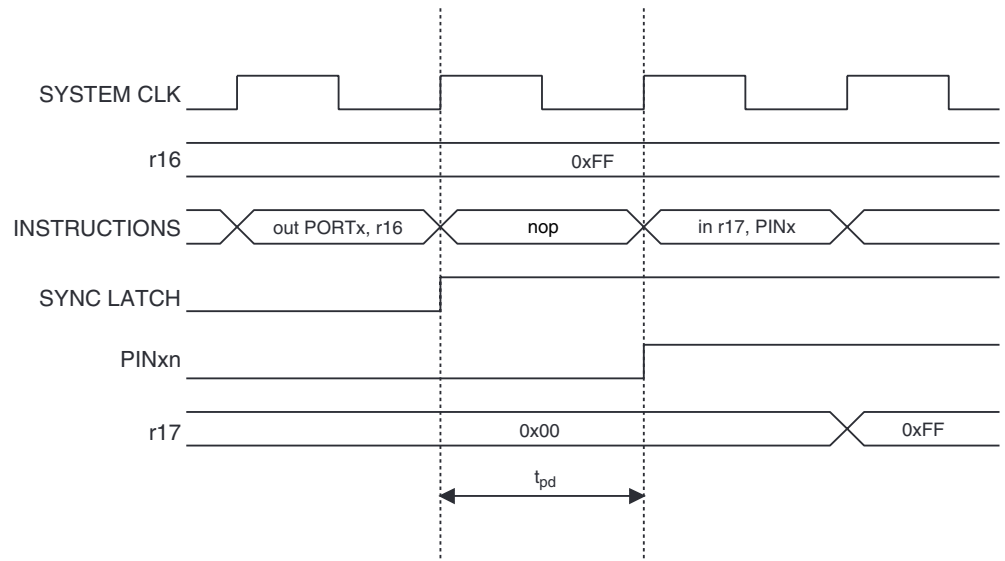 SYSTEM CLK
r16
0xFF
INSTRUCTIONS
out PORTx, r16
nop
in r17, PINx
SYNC LATCH
PINxn
r17
0x00
0xFF
tpd